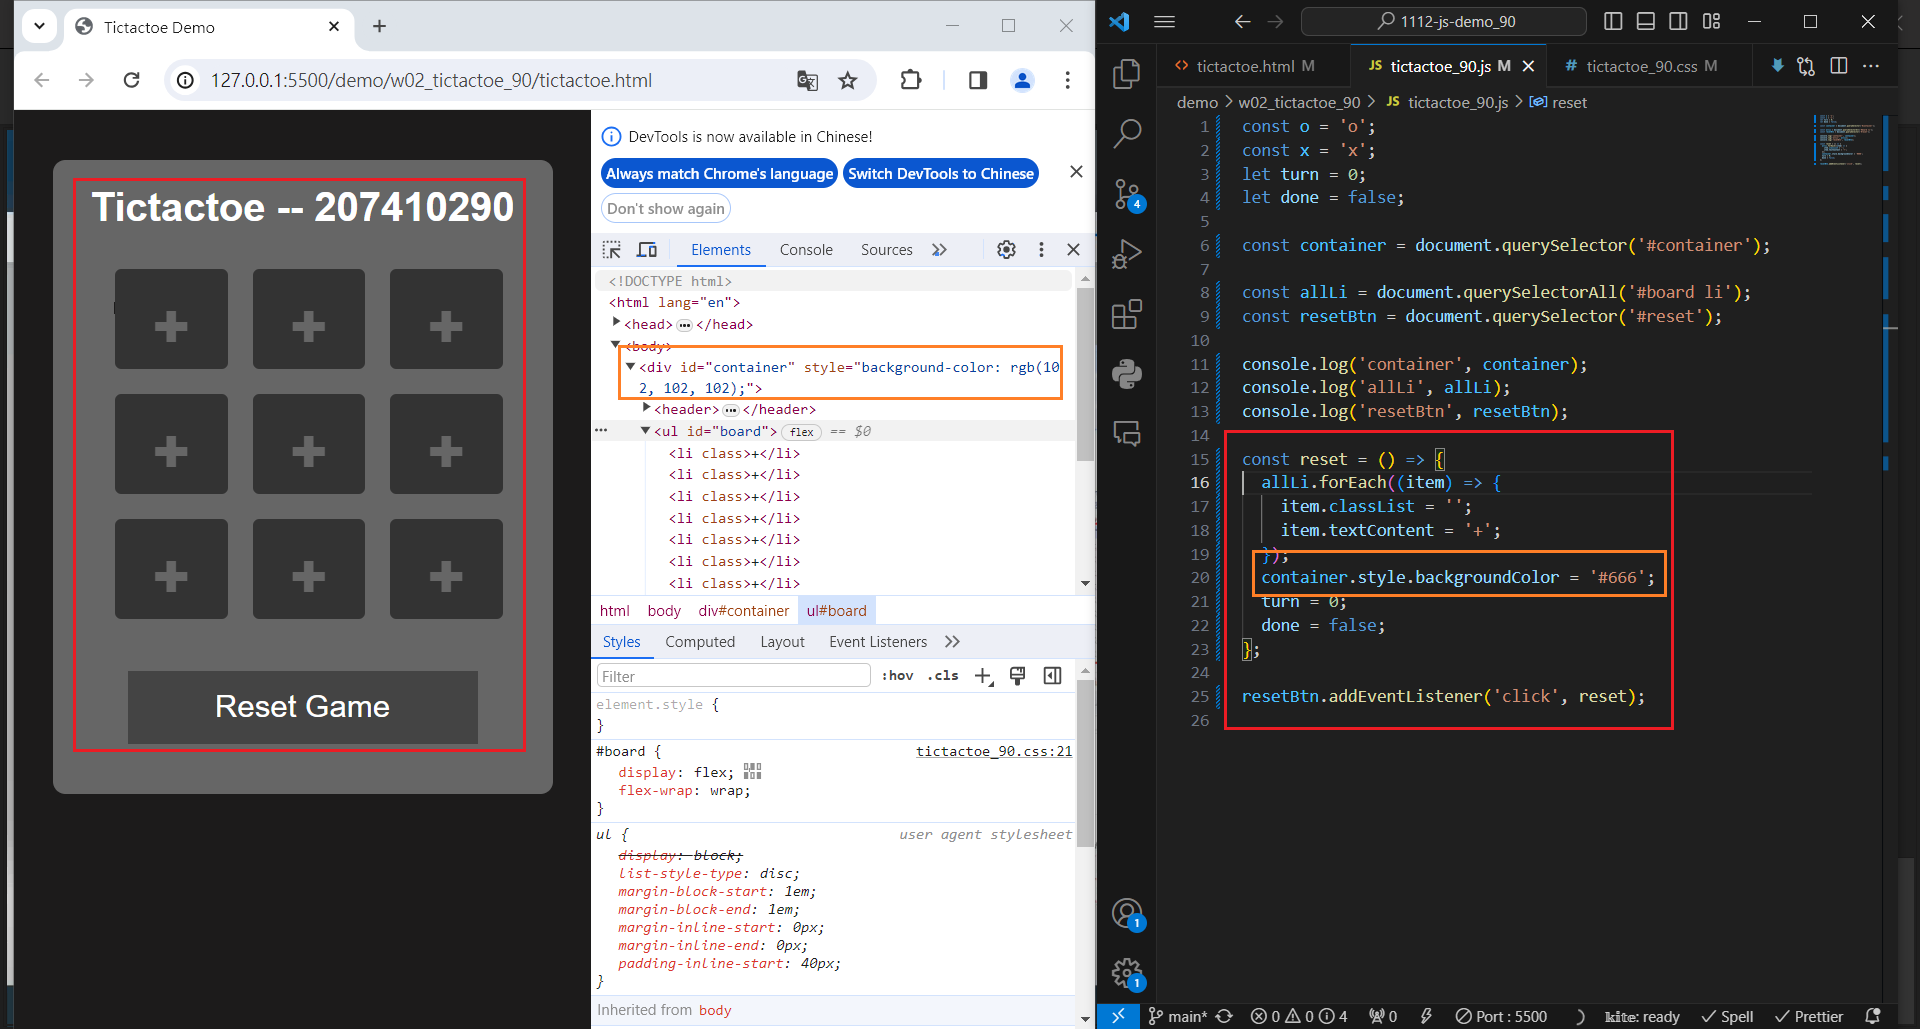 Tictactoe Demo
127.0.0.1:5500/demo/w02_tictactoe_90/tictactoe.html
Tictactoe -- 207410290
+ + +
+ + +
+ + +
Reset Game
DevTools is now available in Chinese!
Always match Chrome's language
Switch DevTools to Chinese
Don't show again
Elements Console Sources
<!DOCTYPE html>
<html lang="en">
<head> ••• </head>
<body>
<div id="container" style="background-color: rgb(10
2, 102, 102);">
<header> ••• </header>
<ul id="board"> flex == $0
<li class>+</li>
<li class>+</li>
<li class>+</li>
<li class>+</li>
<li class>+</li>
<li class>+</li>
<li class>+</li>
html body div#container ul#board
Styles Computed Layout Event Listeners
Filter :hov .cls
element.style {
}
#board { tictactoe_90.css:21
display: flex;
flex-wrap: wrap;
}
ul { user agent stylesheet
display: block;
list-style-type: disc;
margin-block-start: 1em;
margin-block-end: 1em;
margin-inline-start: 0px;
margin-inline-end: 0px;
padding-inline-start: 40px;
}
Inherited from body
1112-js-demo_90
tictactoe.html M JS tictactoe_90.js M # tictactoe_90.css M
demo > w02_tictactoe_90 > JS tictactoe_90.js > reset
1 const o = 'o';
2 const x = 'x';
3 let turn = 0;
4 let done = false;
5
6 const container = document.querySelector('#container');
7
8 const allLi = document.querySelectorAll('#board li');
9 const resetBtn = document.querySelector('#reset');
10
11 console.log('container', container);
12 console.log('allLi', allLi);
13 console.log('resetBtn', resetBtn);
14
15 const reset = () => {
16 allLi.forEach((item) => {
17 item.classList = '';
18 item.textContent = '+';
19 });
20 container.style.backgroundColor = '#666';
21 turn = 0;
22 done = false;
23 };
24
25 resetBtn.addEventListener('click', reset);
26
4
1
1
main* 0 0 4 0 Port : 5500 kite: ready Spell Prettier